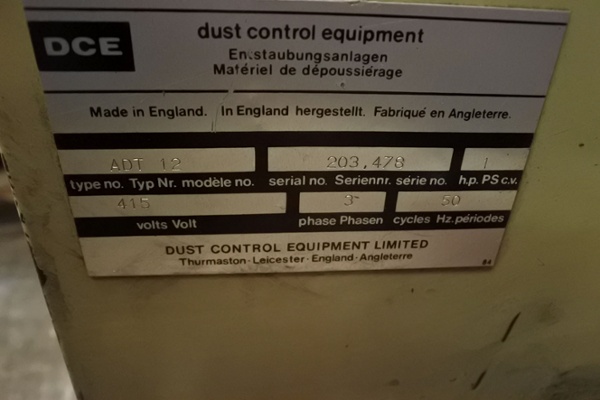 DCE
dust control equipment
Entstaubungsanlagen
Matériel de dépoussiérage
Made in England. In England hergestellt. Fabriqué en Angleterre.
ADT 12 203,478 1
type no. Typ Nr. modèle no. serial no. Seriennr. série no. h.p. PS c.v.
415 3~ 50
volts Volt phase Phasen cycles Hz. périodes
DUST CONTROL EQUIPMENT LIMITED
Thurmaston - Leicester - England - Angleterre
84